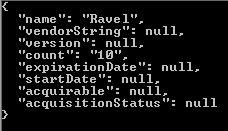 {
"name": "Ravel",
"vendorString": null,
"version": null,
"count": "10",
"expirationDate": null,
"startDate": null,
"acquirable": null,
"acquisitionStatus": null
}